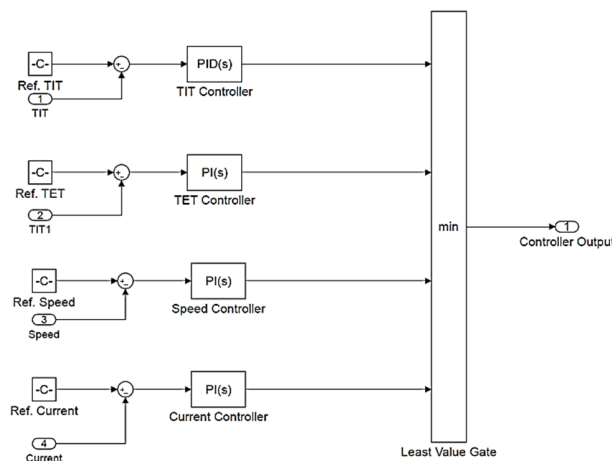 -C-
PID(s)
Ref. TIT
TIT Controller
1
TIT
-C-
PI(s)
Ref. TET
TET Controller
2
TIT1
min
1
Controller Output
-C-
PI(s)
Ref. Speed
Speed Controller
3
Speed
-C-
PI(s)
Ref. Current
Current Controller
4
Current
Least Value Gate